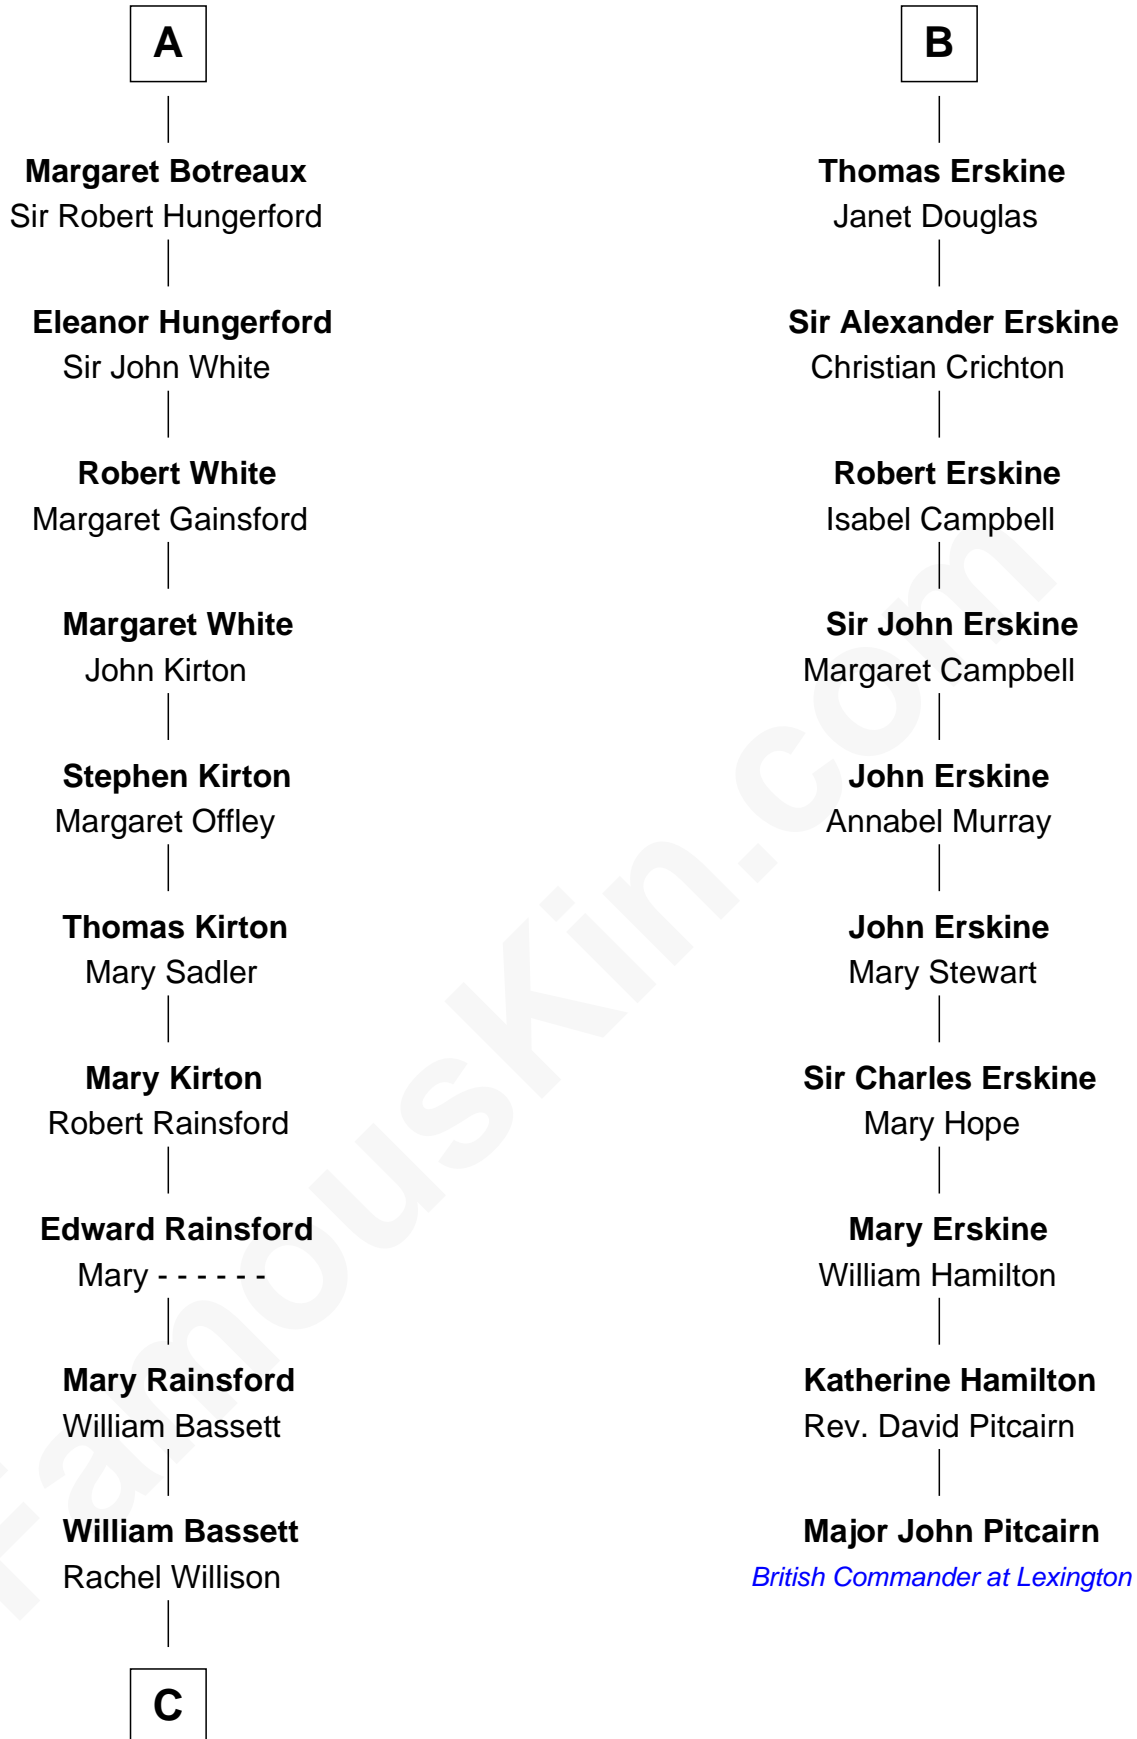 A
Margaret Botreaux
Sir Robert Hungerford
Eleanor Hungerford
Sir John White
Robert White
Margaret Gainsford
Margaret White
John Kirton
Stephen Kirton
Margaret Offley
Thomas Kirton
Mary Sadler
Mary Kirton
Robert Rainsford
Edward Rainsford
Mary - - - - - -
Mary Rainsford
William Bassett
William Bassett
Rachel Willison
C
B
Thomas Erskine
Janet Douglas
Sir Alexander Erskine
Christian Crichton
Robert Erskine
Isabel Campbell
Sir John Erskine
Margaret Campbell
John Erskine
Annabel Murray
John Erskine
Mary Stewart
Sir Charles Erskine
Mary Hope
Mary Erskine
William Hamilton
Katherine Hamilton
Rev. David Pitcairn
Major John Pitcairn
British Commander at Lexington
FamousKin.com